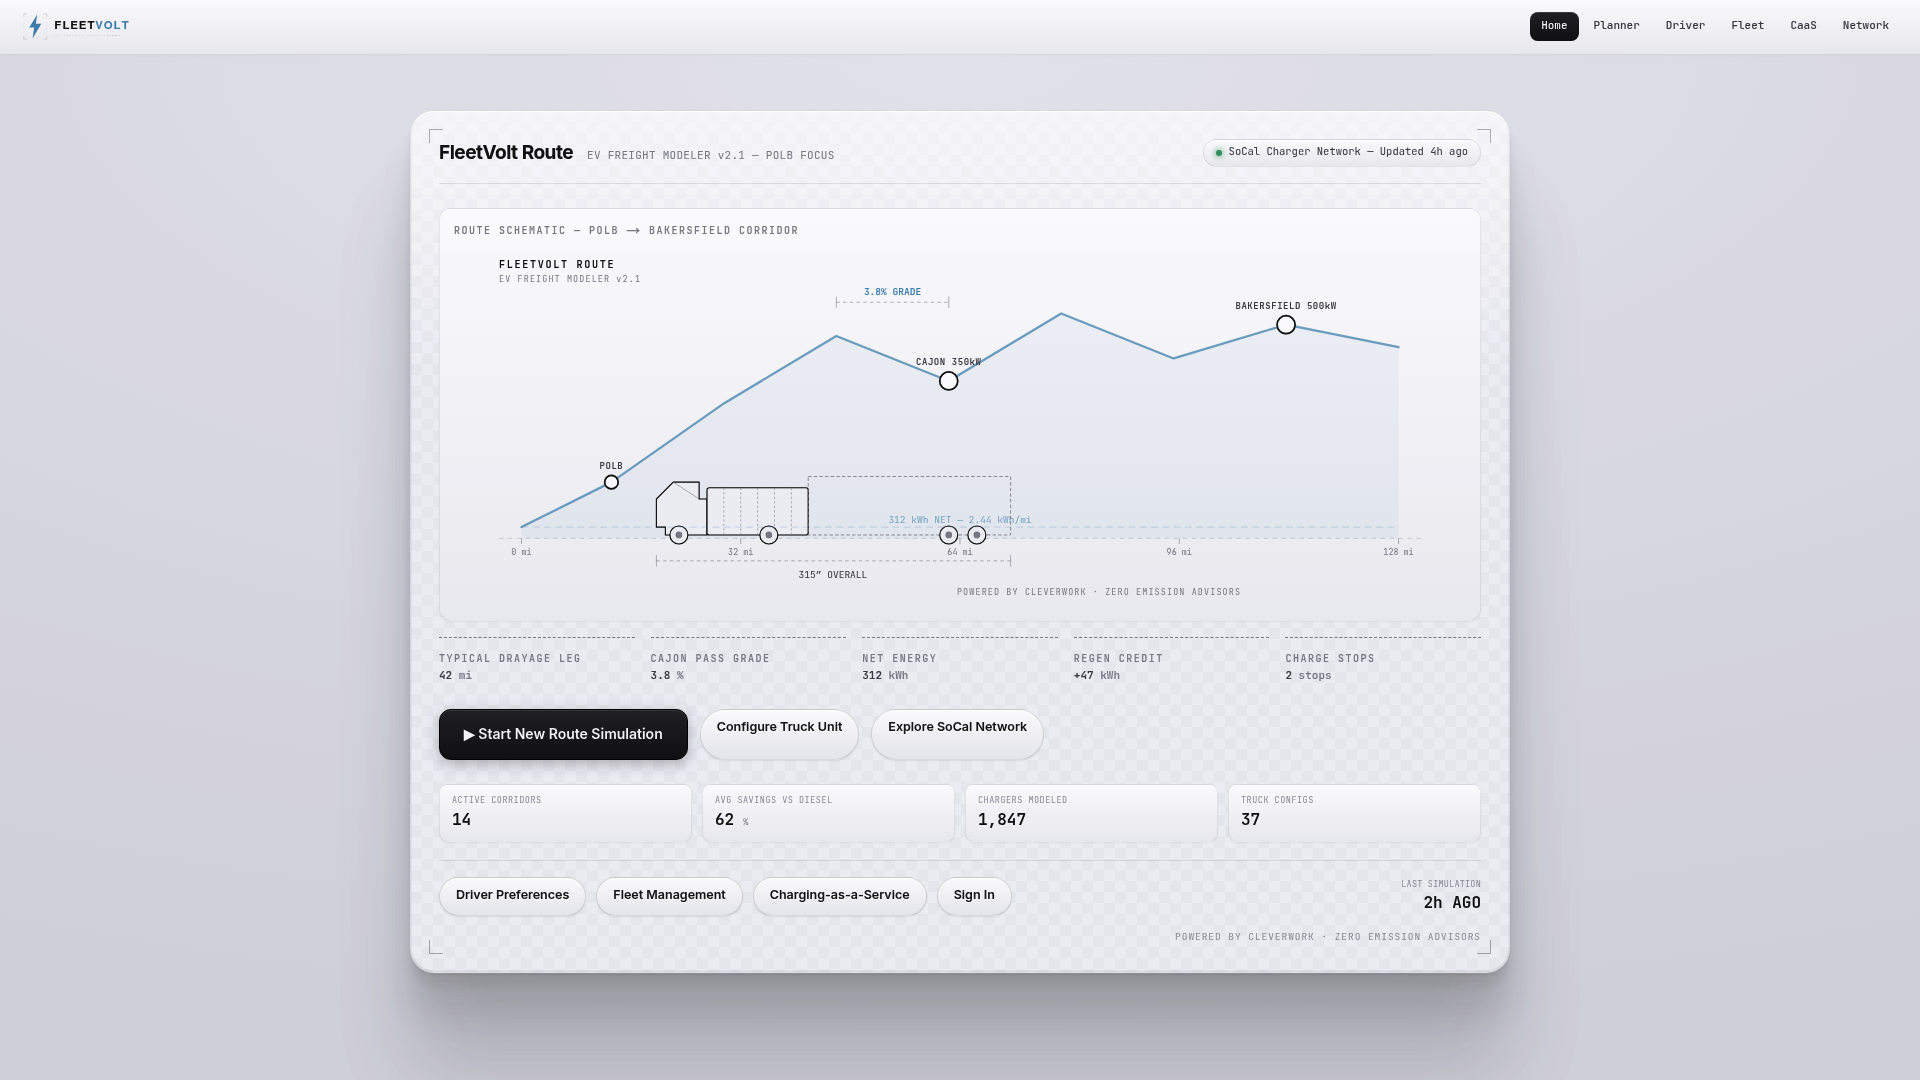 FLEETVOLT
Home
Planner
Driver
Fleet
CaaS
Network
FleetVolt Route
EV FREIGHT MODELER v2.1 — POLB FOCUS
SoCal Charger Network — Updated 4h ago
ROUTE SCHEMATIC — POLB ⟶ BAKERSFIELD CORRIDOR
FLEETVOLT ROUTE
EV FREIGHT MODELER v2.1
3.8% GRADE
BAKERSFIELD 500kW
CAJON 350kW
POLB
312 kWh NET — 2.44 kWh/mi
0 mi
32 mi
64 mi
96 mi
128 mi
315″ OVERALL
POWERED BY CLEVERWORK · ZERO EMISSION ADVISORS
TYPICAL DRAYAGE LEG
42 mi
CAJON PASS GRADE
3.8 %
NET ENERGY
312 kWh
REGEN CREDIT
+47 kWh
CHARGE STOPS
2 stops
▶ Start New Route Simulation
Configure Truck Unit
Explore SoCal Network
ACTIVE CORRIDORS
14
AVG SAVINGS VS DIESEL
62 %
CHARGERS MODELED
1,847
TRUCK CONFIGS
37
Driver Preferences
Fleet Management
Charging-as-a-Service
Sign In
LAST SIMULATION
2h AGO
POWERED BY CLEVERWORK · ZERO EMISSION ADVISORS